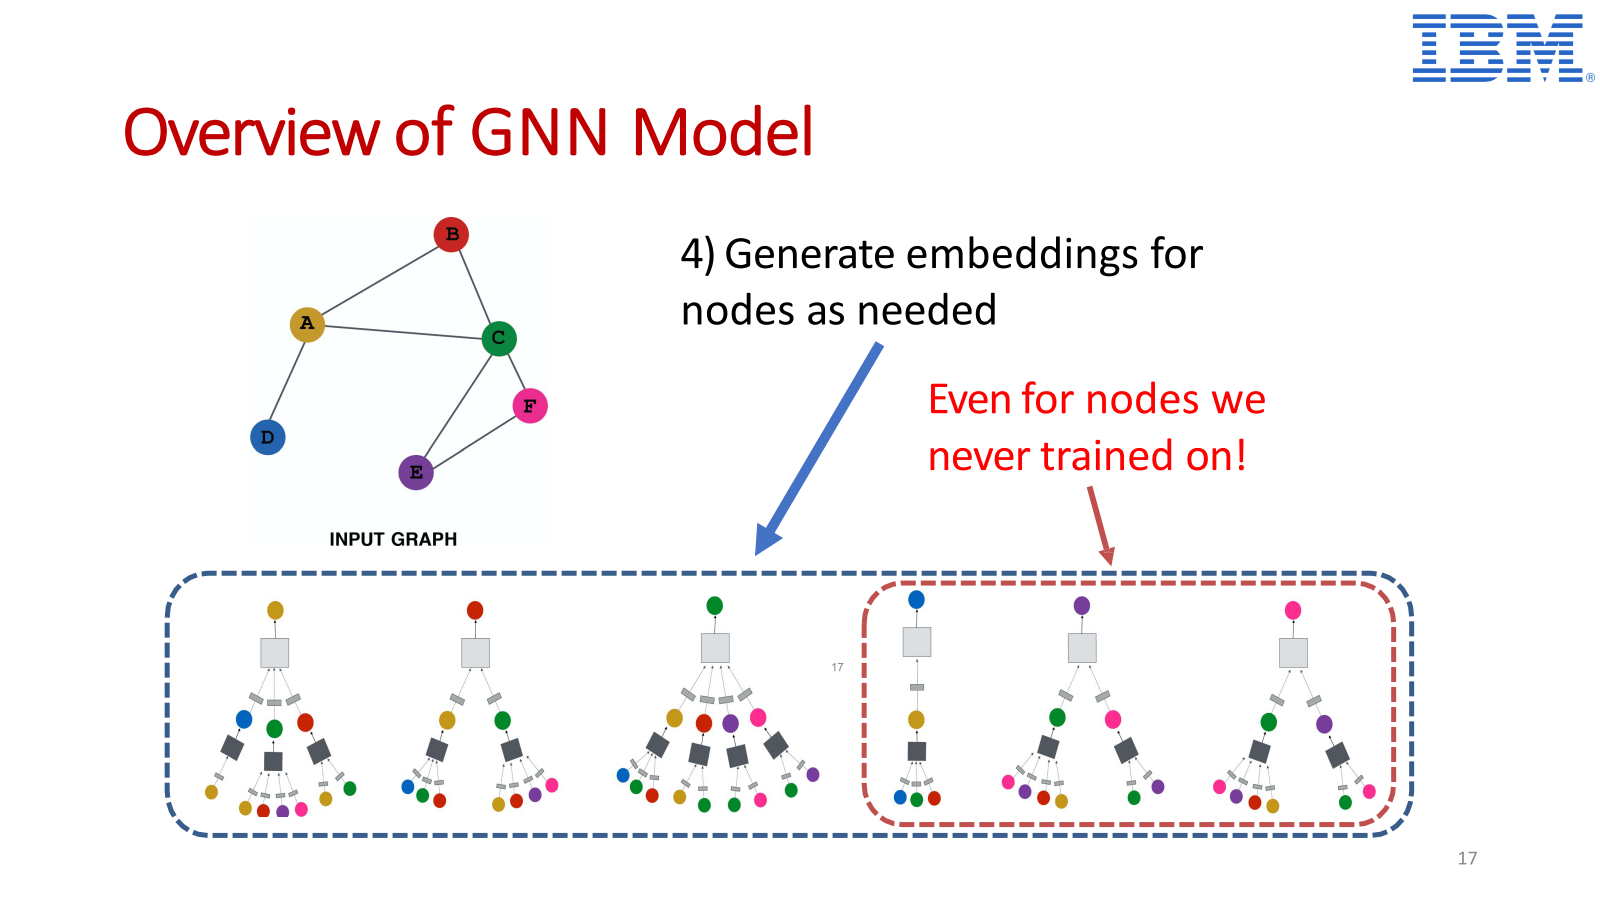 IBM®
Overview of GNN Model
B
A
C
F
D
E
INPUT GRAPH
4) Generate embeddings for
nodes as needed
Even for nodes we
never trained on!
17
17